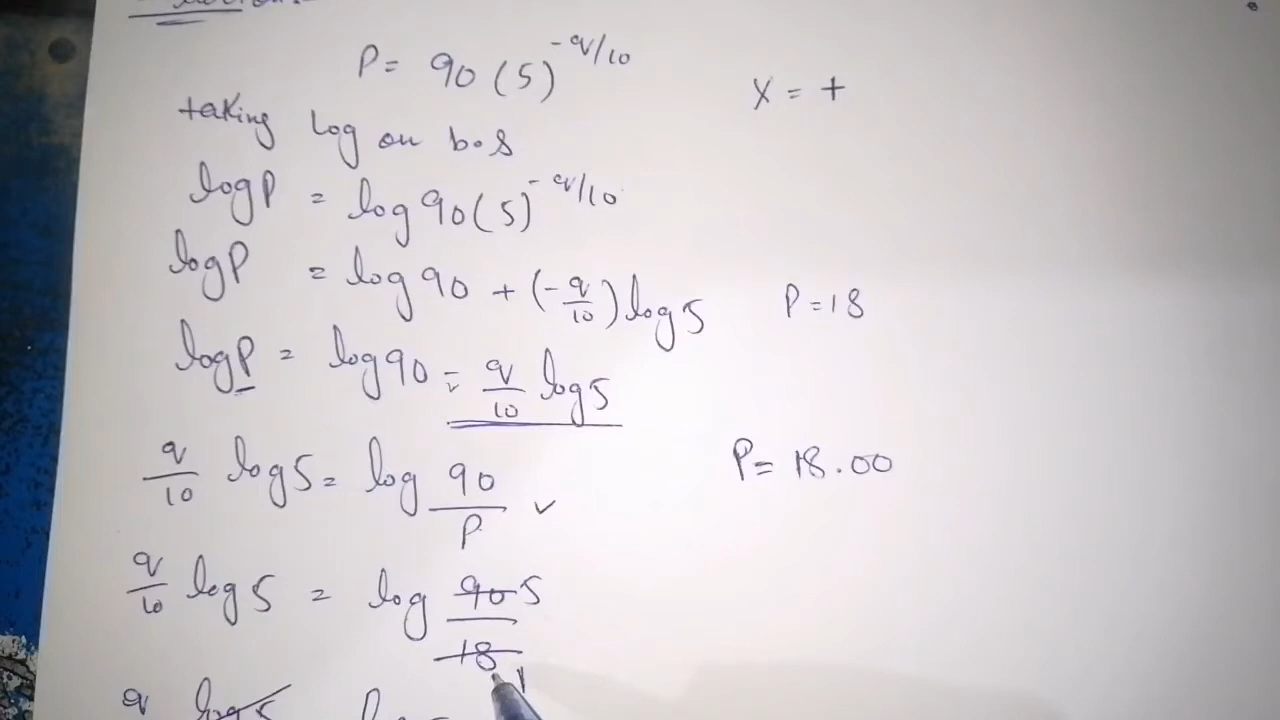 P = 90 (5)^{-q/10}
x = +
taking log on b.s
log P = log 90 (5)^{-q/10}
log P = log 90 + (-q/10) log 5
P = 18
log P = log 90 - q/10 log 5
P = 18.00
q/10 log 5 = log 90/P ✓
q/10 log 5 = log 90 5/18 1
q log 5